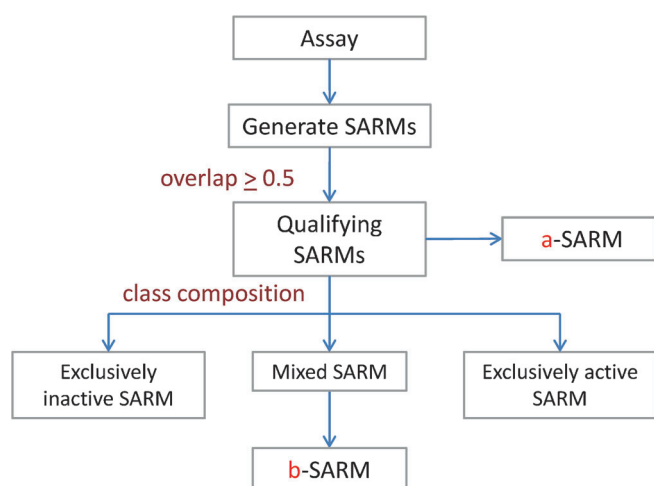 Assay
Generate SARMs
overlap ≥ 0.5
Qualifying
SARMs
a-SARM
class composition
Exclusively
inactive SARM
Mixed SARM
Exclusively active
SARM
b-SARM